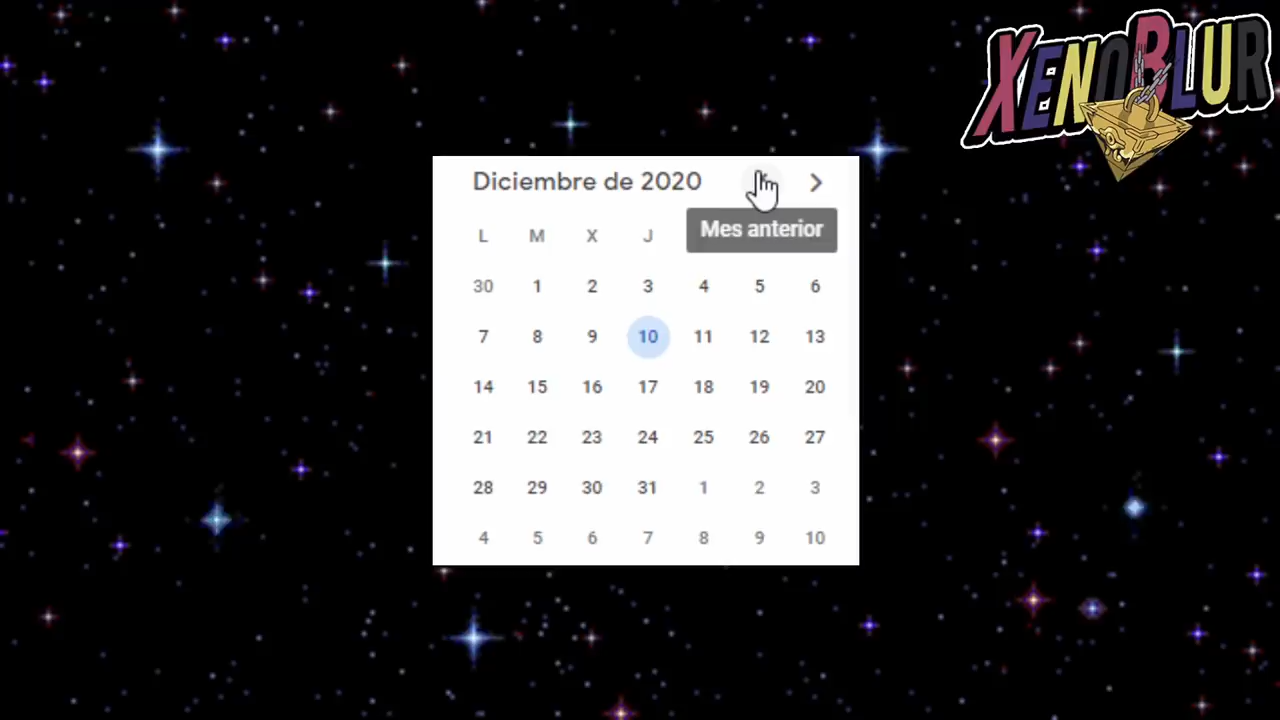 XENOBLUR
Diciembre de 2020
Mes anterior
L M X J
30 1 2 3 4 5 6
7 8 9 10 11 12 13
14 15 16 17 18 19 20
21 22 23 24 25 26 27
28 29 30 31 1 2 3
4 5 6 7 8 9 10